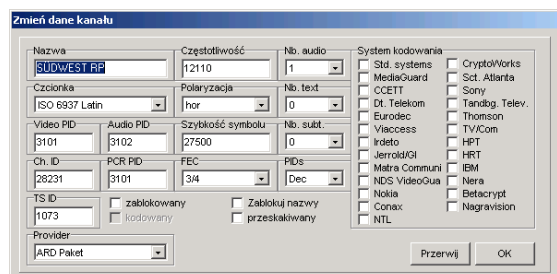 Zmień dane kanału
Nazwa
SÜDWEST RP
Częstotliwość
12110
Nb. audio
1
Czcionka
ISO 6937 Latin
Polaryzacja
hor
Nb. text
0
Video PID
3101
Audio PID
3102
Szybkość symbolu
27500
Nb. subt.
0
Ch. ID
28231
PCR PID
3101
FEC
3/4
PIDs
Dec
TS ID
1073
zablokowany
kodowany
Zablokuj nazwy
przeskakiwany
Provider
ARD Paket
System kodowania
Std. systems
MediaGuard
CCETT
Dt. Telekom
Eurodec
Viaccess
Irdeto
Jerrold/GI
Matra Communi
NDS VideoGua
Nokia
Conax
NTL
CryptoWorks
Sct. Atlanta
Sony
Tandbg. Telev.
Thomson
TV/Com
HPT
HRT
IBM
Nera
Betacrypt
Nagravision
Przerwij
OK